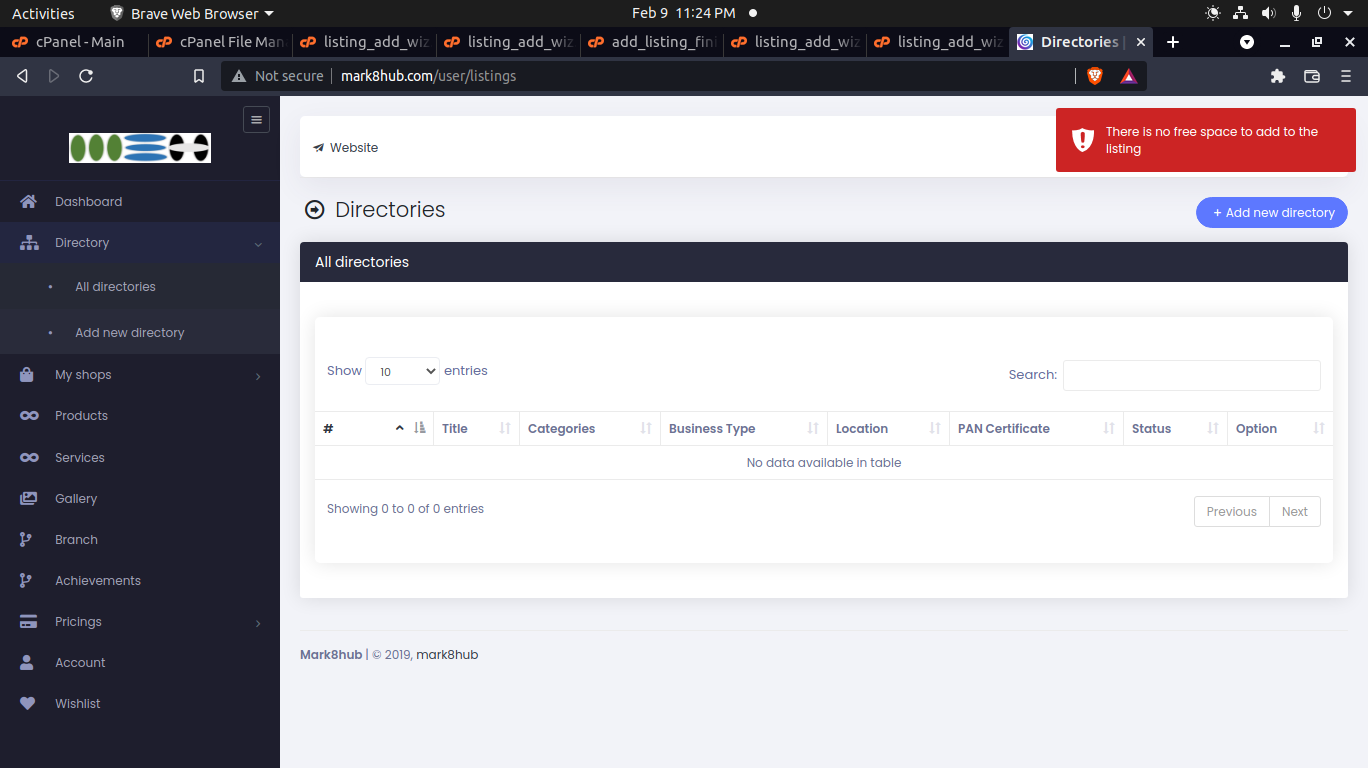 Activities Brave Web Browser Feb 9 11:24 PM
cPanel - Main cPanel File Man listing_add_wiz listing_add_wiz add_listing_fin listing_add_wiz listing_add_wiz Directories |
Not secure mark8hub.com/user/listings
There is no free space to add to the
listing
Website
Dashboard
Directory
All directories
Add new directory
My shops
Products
Services
Gallery
Branch
Achievements
Pricings
Account
Wishlist
Directories
+ Add new directory
All directories
Show 10 entries
Search:
# Title Categories Business Type Location PAN Certificate Status Option
No data available in table
Showing 0 to 0 of 0 entries
Previous Next
Mark8hub | © 2019, mark8hub